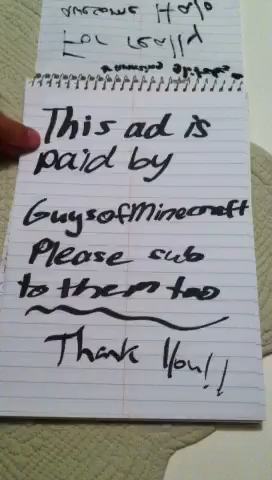 This ad is
paid by
GuysofMinecraft
Please sub
to them too
Thank You!!